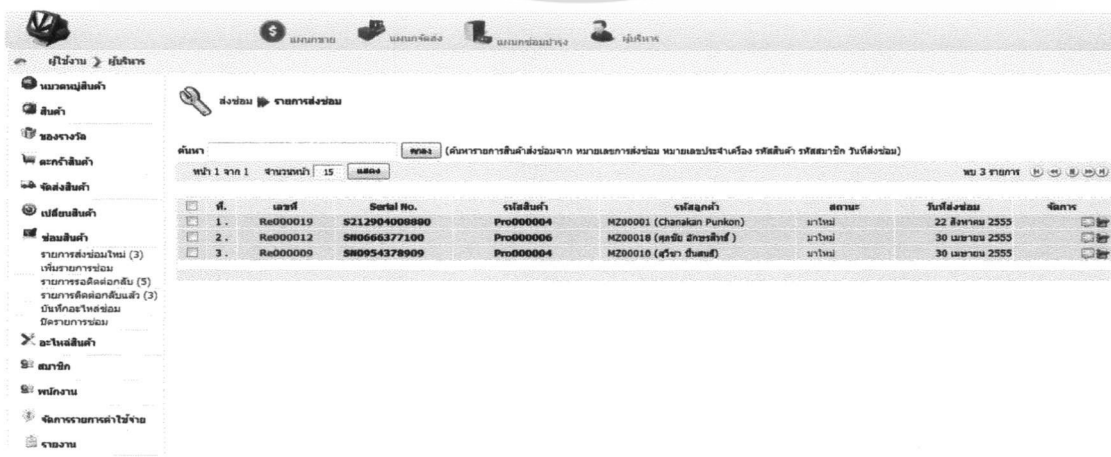 แผนกขาย แผนกจัดส่ง แผนกซ่อมบำรุง ผู้บริหาร
ผู้ใช้งาน ผู้บริหาร
หมวดหมู่สินค้า
สินค้า
ของรางวัล
ตะกร้าสินค้า
จัดส่งสินค้า
เปลี่ยนสินค้า
ซ่อมสินค้า
รายการส่งซ่อมใหม่ (3)
เพิ่มรายการซ่อม
รายการรอติดต่อกลับ (5)
รายการติดต่อกลับแล้ว (3)
บันทึกอะไหล่ซ่อม
ปิดรายการซ่อม
อะไหล่สินค้า
สมาชิก
พนักงาน
จัดการรายการค่าใช้จ่าย
รายงาน
ส่งซ่อม รายการส่งซ่อม
ค้นหา ตกลง (ค้นหารายการสินค้าส่งซ่อมจาก หมายเลขการส่งซ่อม หมายเลขประจำเครื่อง รหัสสินค้า รหัสสมาชิก วันที่ส่งซ่อม)
หน้า 1 จาก 1 จำนวนหน้า 15 แสดง พบ 3 รายการ
ที่. เลขที่ Serial No. รหัสสินค้า รหัสลูกค้า สถานะ วันที่ส่งซ่อม จัดการ
1. Re000019 S212904008880 Pro000004 MZ00001 (Chanakan Punkon) มาใหม่ 22 สิงหาคม 2555
2. Re000012 SN0666377100 Pro000006 MZ00018 (ศุภชัย อักษรสิทธิ์ ) มาใหม่ 30 เมษายน 2555
3. Re000009 SN0954378909 Pro000004 MZ00010 มาใหม่ 30 เมษายน 2555